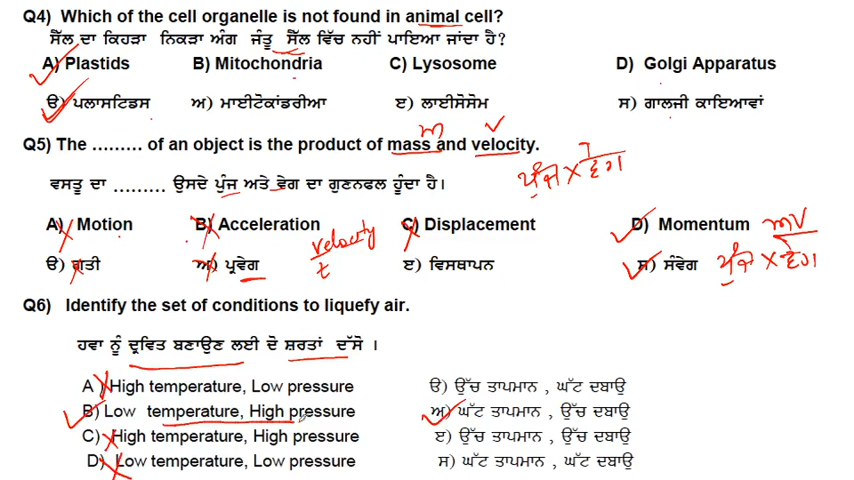 Q4) Which of the cell organelle is not found in animal cell?
ਸੈੱਲ ਦਾ ਕਿਹੜਾ ਨਿਕੜਾ ਅੰਗ ਜੰਤੂ ਸੈੱਲ ਵਿੱਚ ਨਹੀਂ ਪਾਇਆ ਜਾਂਦਾ ਹੈ?
A) Plastids B) Mitochondria C) Lysosome D) Golgi Apparatus
ੳ) ਪਲਾਸਟਿਡਸ ਅ) ਮਾਈਟੋਕਾਂਡਰੀਆ ੲ) ਲਾਈਸੋਸੋਮ ਸ) ਗਾਲਜੀ ਕਾਇਆਵਾਂ
m v
Q5) The ......... of an object is the product of mass and velocity.
ਪੁੰਜ × ਵੇਗ
ਵਸਤੂ ਦਾ ......... ਉਸਦੇ ਪੁੰਜ ਅਤੇ ਵੇਗ ਦਾ ਗੁਣਨਫਲ ਹੁੰਦਾ ਹੈ।
A) Motion B) Acceleration C) Displacement D) Momentum mv
velocity
t
ੳ) ਗਤੀ ਅ) ਪ੍ਰਵੇਗ ੲ) ਵਿਸਥਾਪਨ ਸ) ਸੰਵੇਗ ਪੁੰਜ × ਵੇਗ
Q6) Identify the set of conditions to liquefy air.
ਹਵਾ ਨੂੰ ਦ੍ਰਵਿਤ ਬਣਾਉਣ ਲਈ ਦੋ ਸ਼ਰਤਾਂ ਦੱਸੋ ।
A) High temperature, Low pressure ੳ) ਉੱਚ ਤਾਪਮਾਨ , ਘੱਟ ਦਬਾਉ
B) Low temperature, High pressure ਅ) ਘੱਟ ਤਾਪਮਾਨ , ਉੱਚ ਦਬਾਉ
C) High temperature, High pressure ੲ) ਉੱਚ ਤਾਪਮਾਨ , ਉੱਚ ਦਬਾਉ
D) Low temperature, Low pressure ਸ) ਘੱਟ ਤਾਪਮਾਨ , ਘੱਟ ਦਬਾਉ